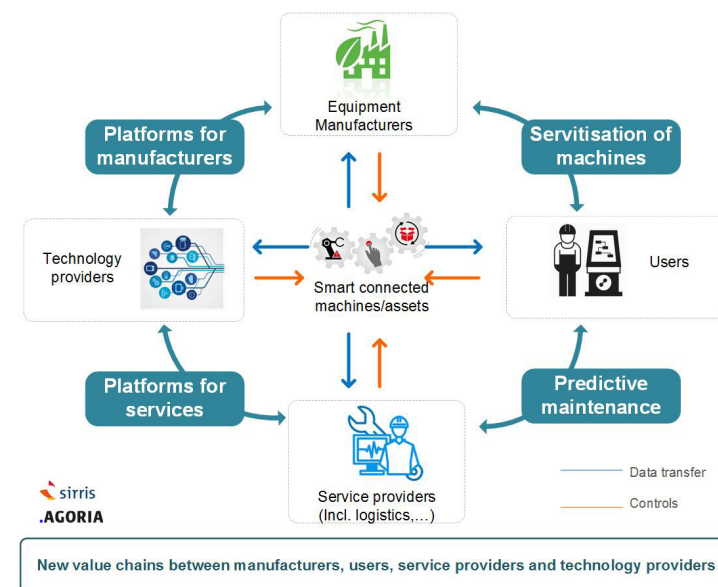 Equipment
Manufacturers
Platforms for
manufacturers
Servitisation of
machines
Technology
providers
Smart connected
machines/assets
Users
Platforms for
services
Predictive
maintenance
Service providers
(Incl. logistics,...)
Data transfer
Controls
sirris
.AGORIA
New value chains between manufacturers, users, service providers and technology providers